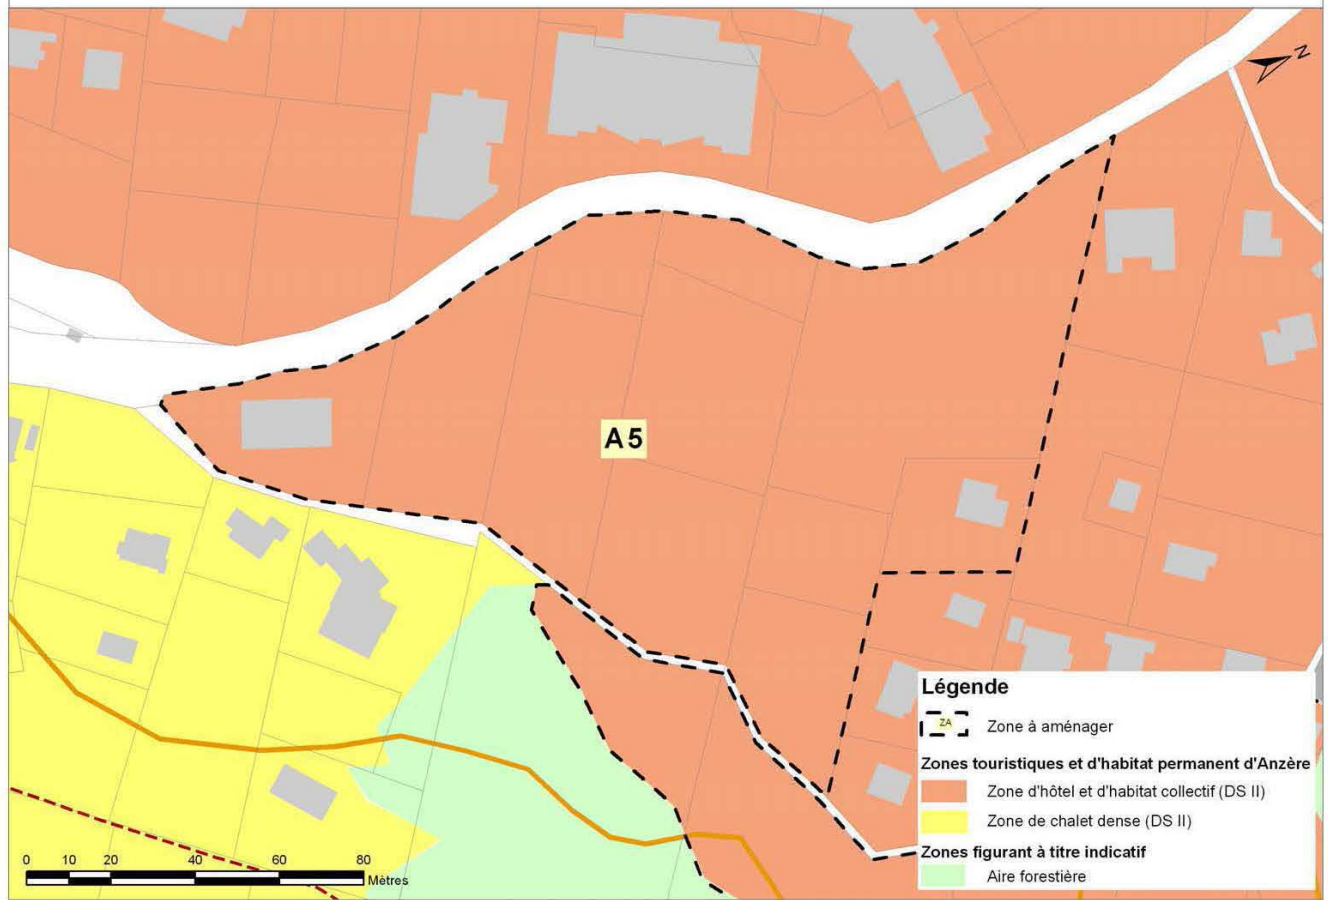 N
A 5
Légende
ZA
Zone à aménager
Zones touristiques et d'habitat permanent d'Anzère
Zone d'hôtel et d'habitat collectif (DS II)
Zone de chalet dense (DS II)
Zones figurant à titre indicatif
Aire forestière
0 10 20 40 60 80
Mètres